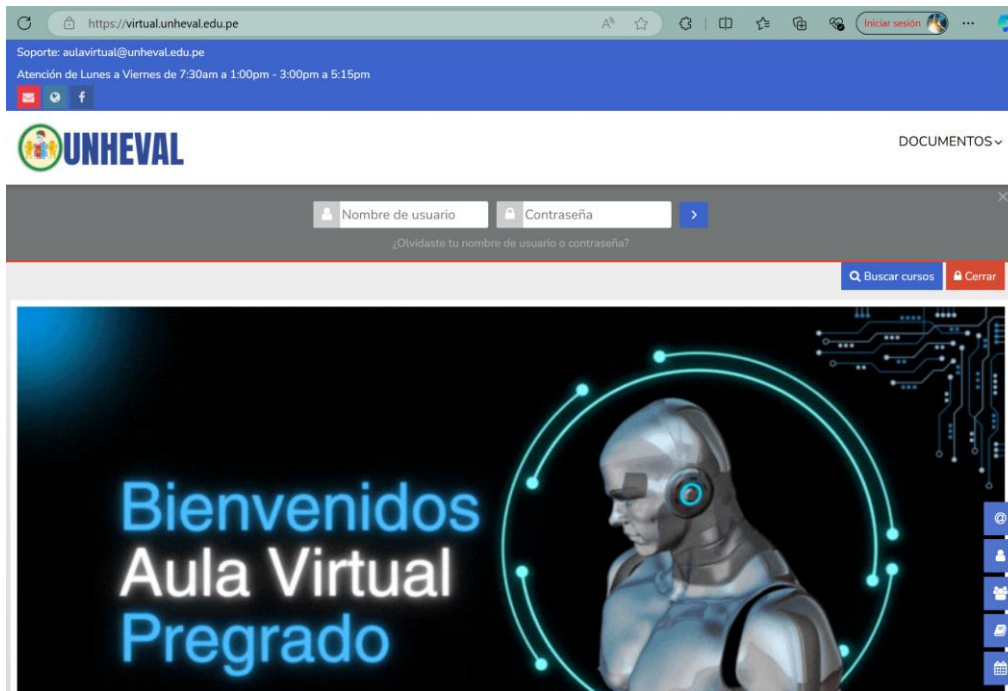 https://virtual.unheval.edu.pe
Iniciar sesión
Soporte: aulavirtual@unheval.edu.pe
Atención de Lunes a Viernes de 7:30am a 1:00pm - 3:00pm a 5:15pm
UNHEVAL
DOCUMENTOS
Nombre de usuario
Contraseña
¿Olvidaste tu nombre de usuario o contraseña?
Buscar cursos
Cerrar
Bienvenidos
Aula Virtual
Pregrado